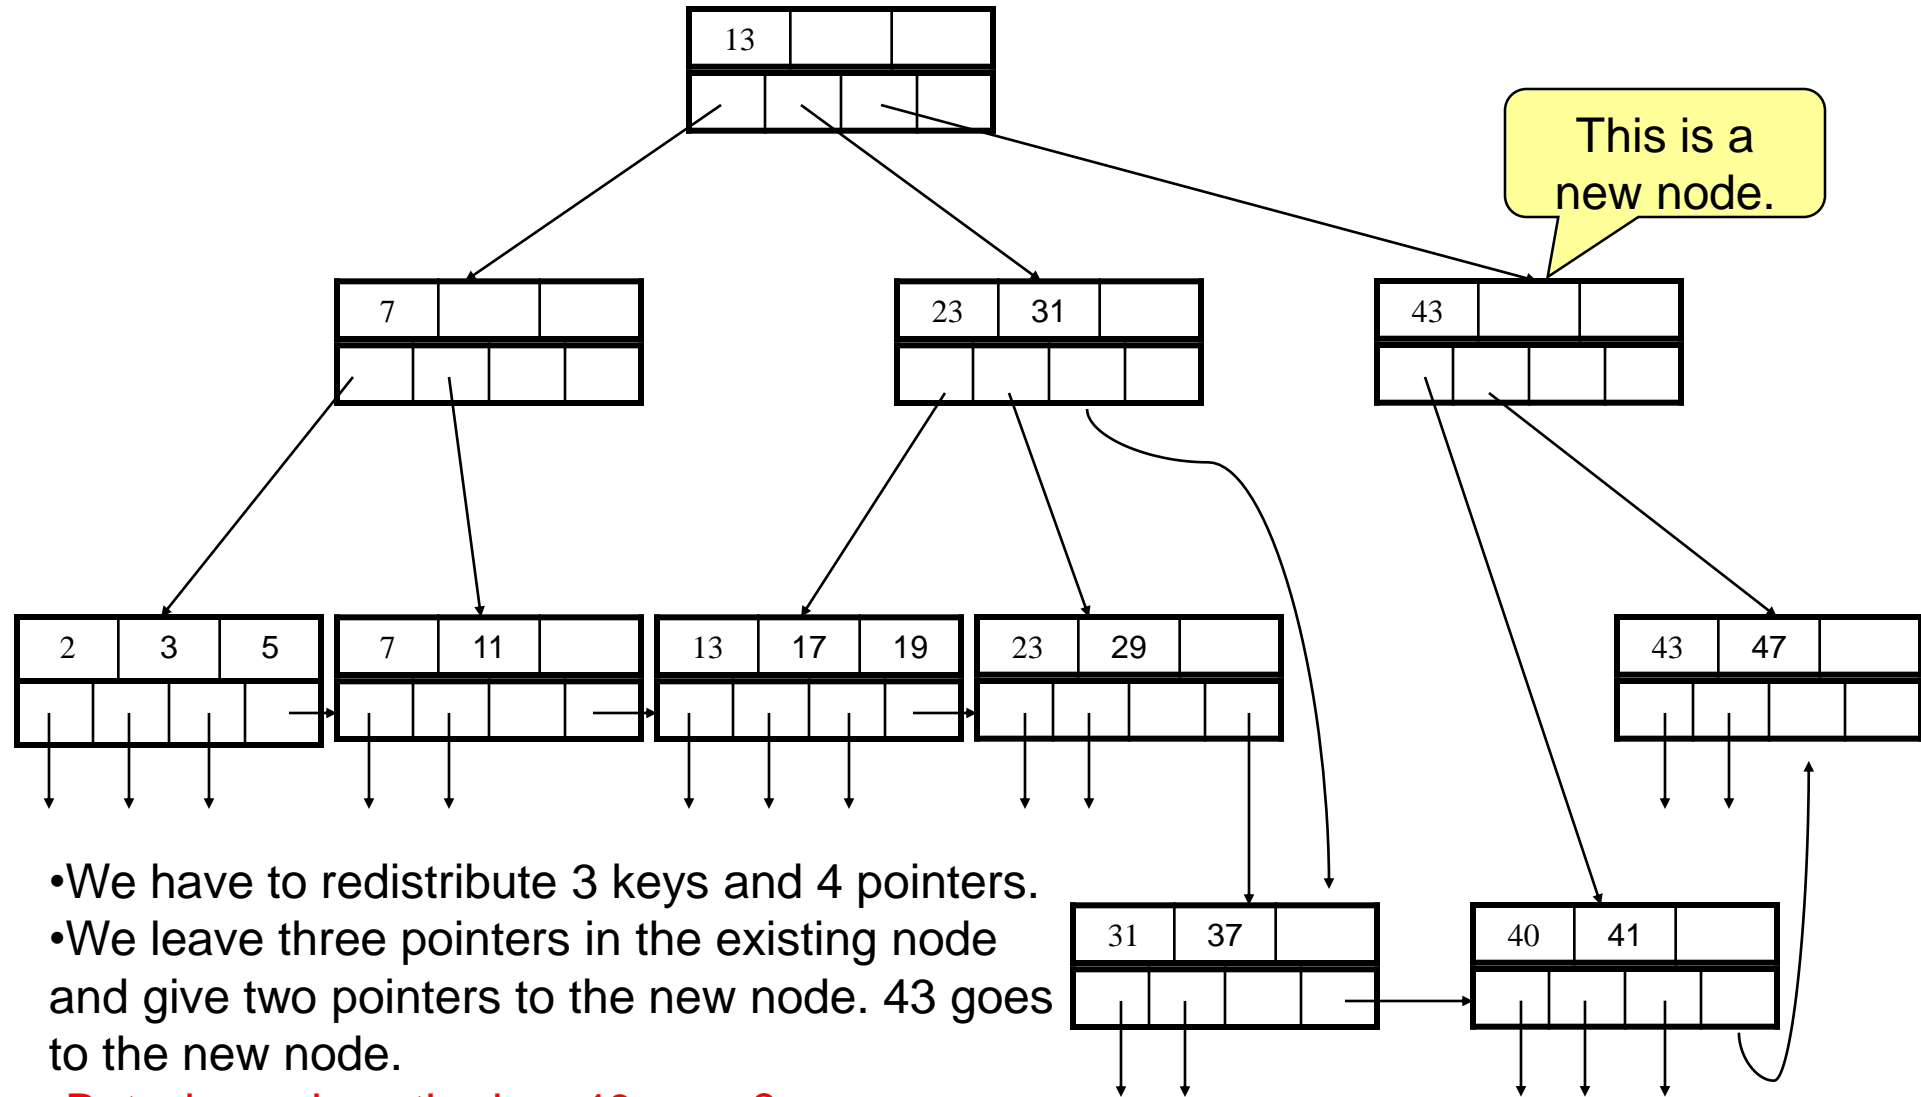 13
This is a
new node.
7
23 31
43
2 3 5
7 11
13 17 19
23 29
43 47
31 37
40 41
•We have to redistribute 3 keys and 4 pointers.
•We leave three pointers in the existing node
and give two pointers to the new node. 43 goes
to the new node.